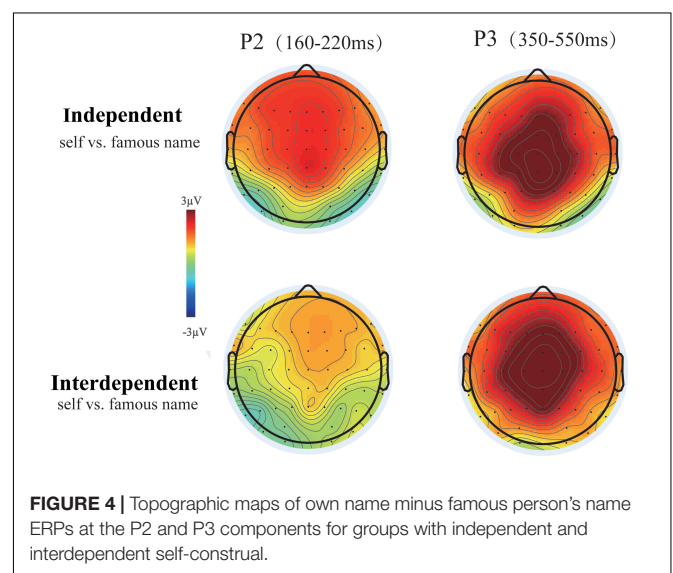 P2 （160-220ms）
P3 （350-550ms）
Independent
self vs. famous name
3μV
-3μV
Interdependent
self vs. famous name
FIGURE 4 | Topographic maps of own name minus famous person's name
ERPs at the P2 and P3 components for groups with independent and
interdependent self-construal.